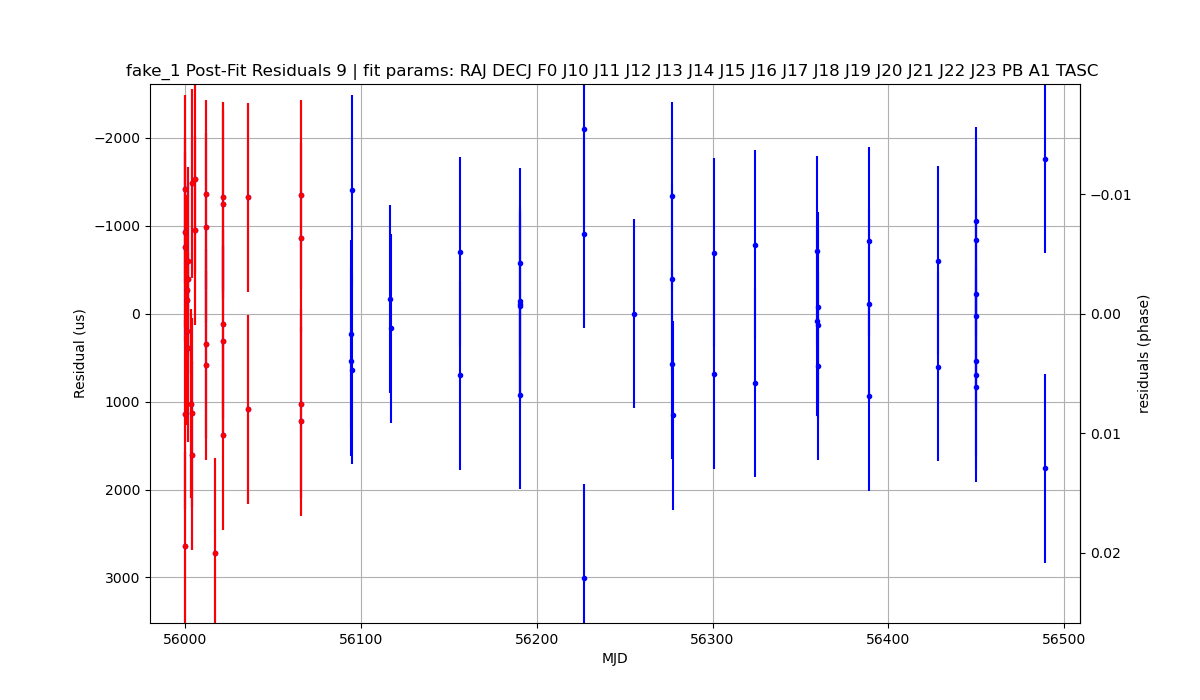 fake_1 Post-Fit Residuals 9 | fit params: RAJ DECJ F0 J10 J11 J12 J13 J14 J15 J16 J17 J18 J19 J20 J21 J22 J23 PB A1 TASC
−2000
−1000
0
1000
2000
3000
Residual (us)
−0.01
0.00
0.01
0.02
residuals (phase)
56000 56100 56200 56300 56400 56500
MJD